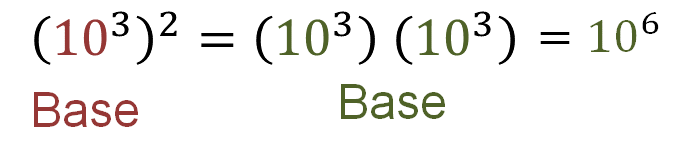 (10³)² = (10³) (10³) = 10⁶
Base Base